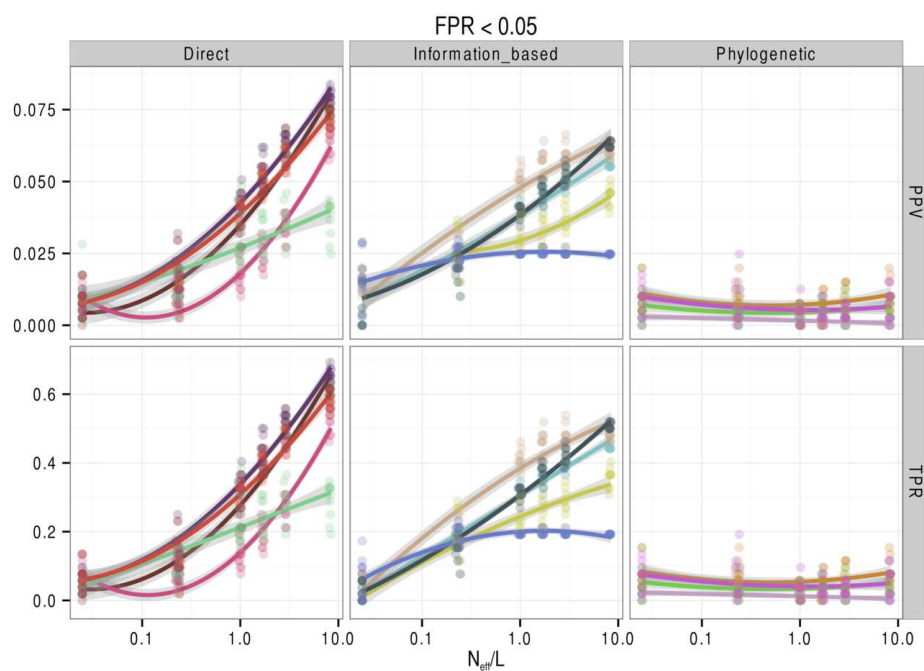 FPR < 0.05
Direct Information_based Phylogenetic
0.075
0.050
0.025
0.000
PPV
0.6
0.4
0.2
0.0
TPR
0.1 1.0 10.0 0.1 1.0 10.0 0.1 1.0 10.0
Neff/L